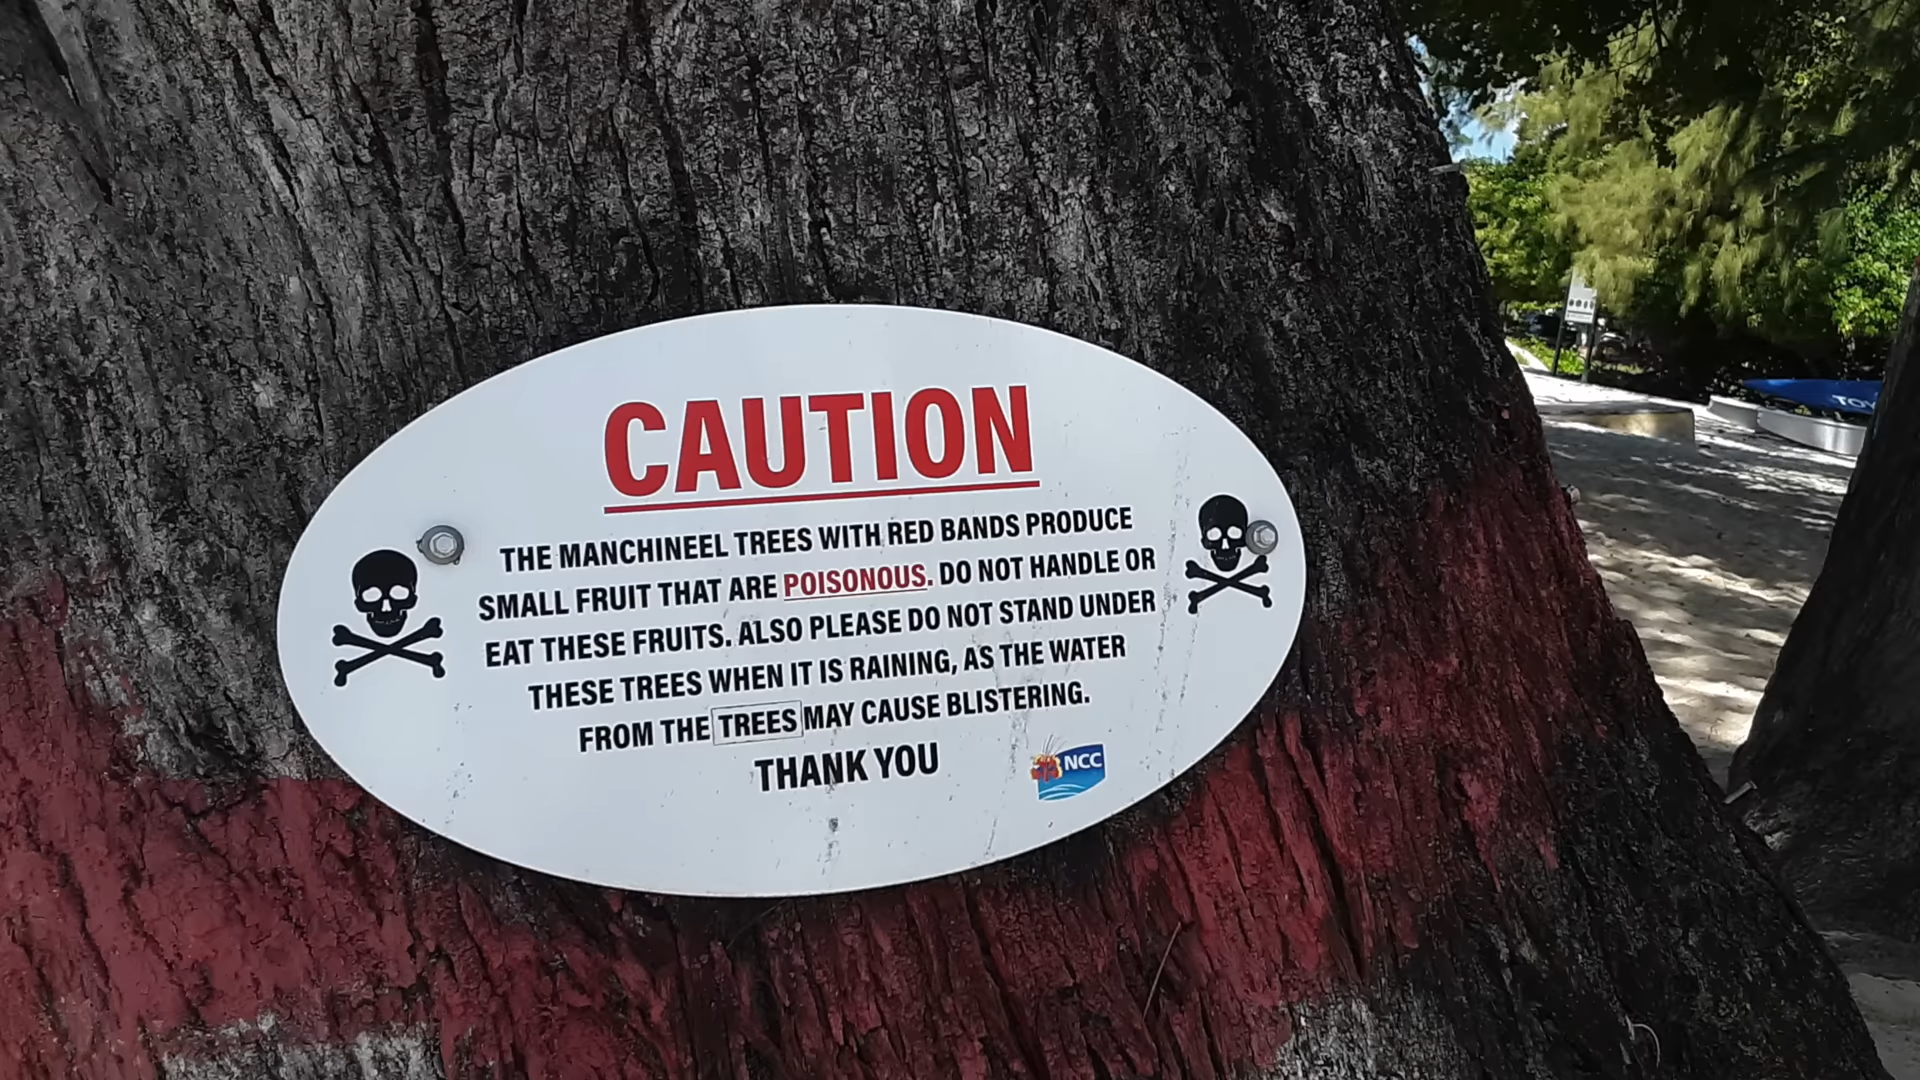 CAUTION
THE MANCHINEEL TREES WITH RED BANDS PRODUCE
SMALL FRUIT THAT ARE POISONOUS. DO NOT HANDLE OR
EAT THESE FRUITS. ALSO PLEASE DO NOT STAND UNDER
THESE TREES WHEN IT IS RAINING, AS THE WATER
FROM THE TREES MAY CAUSE BLISTERING.
THANK YOU
NCC